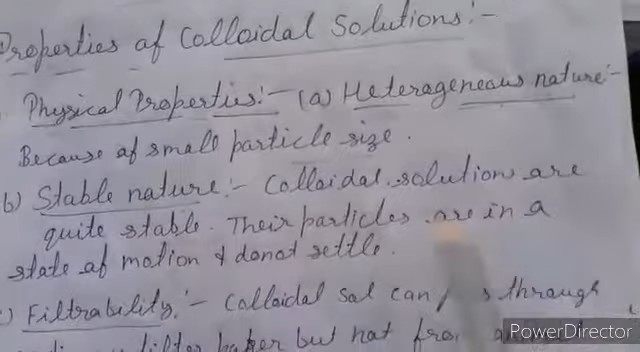 Properties of Colloidal Solutions:-
Physical Properties:- (a) Heterogeneous nature:-
Because of small particle size.
b) Stable nature:- Colloidal solutions are
quite stable. Their particles are in a
state of motion & donot settle.
) Filtrability:- Colloidal sol can through
filter paper but not from
PowerDirector